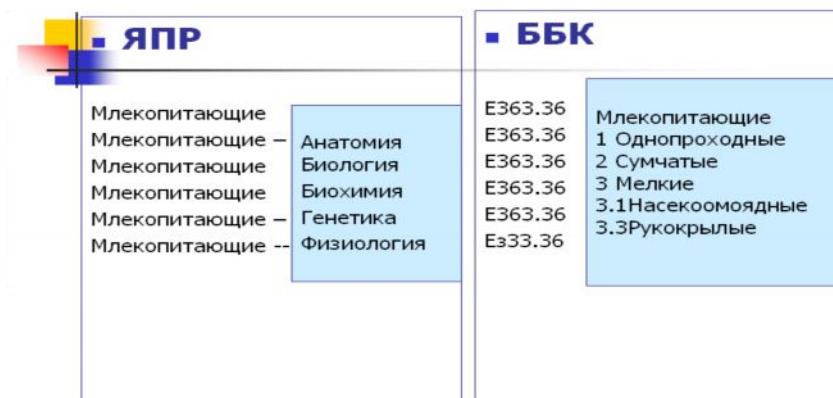 ЯПР
Млекопитающие
Млекопитающие – Анатомия
Млекопитающие Биология
Млекопитающие Биохимия
Млекопитающие – Генетика
Млекопитающие -- Физиология
ББК
Е363.36 Млекопитающие
Е363.36 1 Однопроходные
Е363.36 2 Сумчатые
Е363.36 3 Мелкие
Е363.36 3.1Насекоомоядные
Ез33.36 3.3Рукокрылые